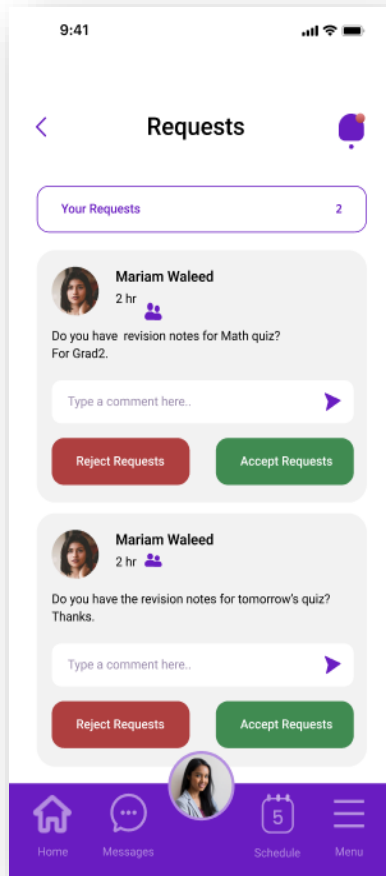 9:41
Requests
Your Requests 2
Mariam Waleed
2 hr
Do you have revision notes for Math quiz?
For Grad2.
Type a comment here..
Reject Requests Accept Requests
Mariam Waleed
2 hr
Do you have the revision notes for tomorrow's quiz?
Thanks.
Type a comment here..
Reject Requests Accept Requests
5
Home Messages Schedule Menu